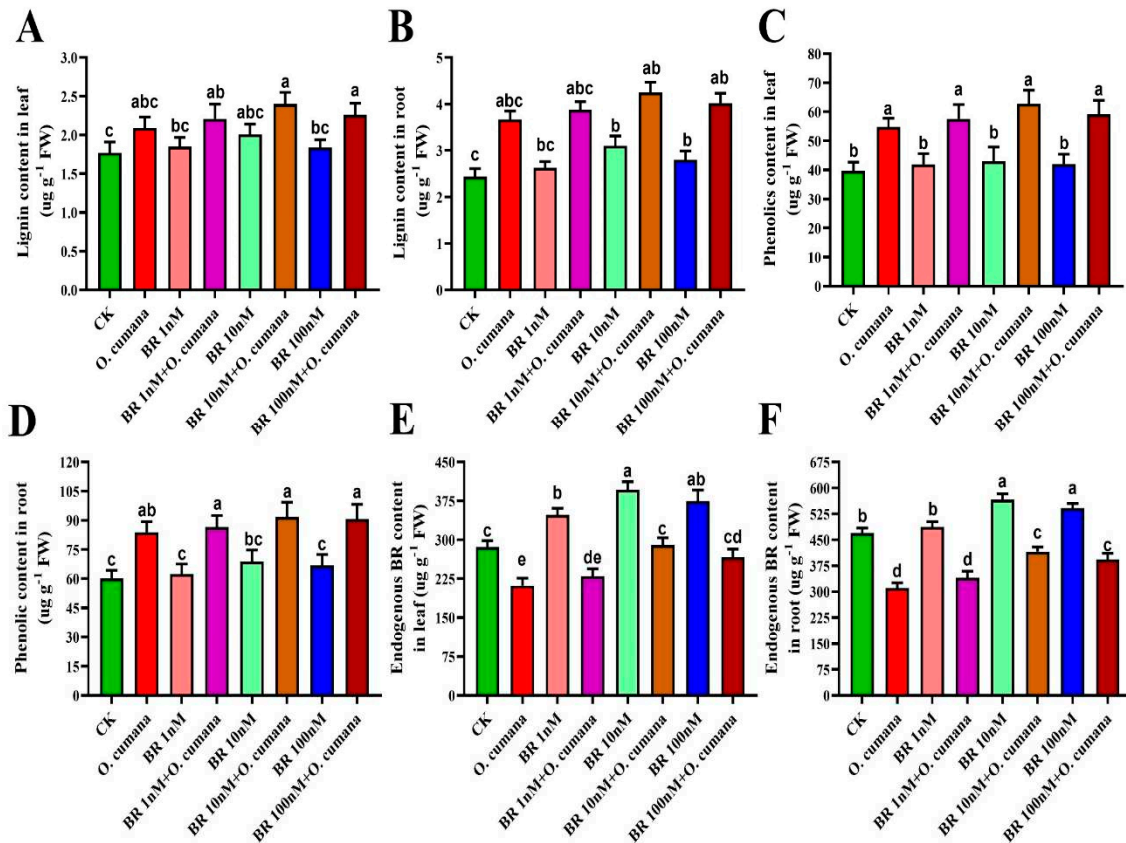 A
Lignin content in leaf
(ug g⁻¹ FW)
3.0
2.5
2.0
1.5
1.0
0.5
0.0
c
abc
bc
ab
abc
a
bc
a
CK
O. cumana
BR 1nM
BR 1nM+O. cumana
BR 10nM
BR 10nM+O. cumana
BR 100nM
BR 100nM+O. cumana
B
Lignin content in root
(ug g⁻¹ FW)
5
4
3
2
1
0
c
abc
bc
abc
b
ab
b
ab
CK
O. cumana
BR 1nM
BR 1nM+O. cumana
BR 10nM
BR 10nM+O. cumana
BR 100nM
BR 100nM+O. cumana
C
Phenolics content in leaf
(ug g⁻¹ FW)
80
70
60
50
40
30
20
10
0
b
a
b
a
b
a
b
a
CK
O. cumana
BR 1nM
BR 1nM+O. cumana
BR 10nM
BR 10nM+O. cumana
BR 100nM
BR 100nM+O. cumana
D
Phenolic content in root
(ug g⁻¹ FW)
120
105
90
75
60
45
30
15
0
c
ab
c
a
bc
a
c
a
CK
O. cumana
BR 1nM
BR 1nM+O. cumana
BR 10nM
BR 10nM+O. cumana
BR 100nM
BR 100nM+O. cumana
E
Endogenous BR content
in leaf (ug g⁻¹ FW)
450
375
300
225
150
75
0
c
e
b
de
a
c
ab
cd
CK
O. cumana
BR 1nM
BR 1nM+O. cumana
BR 10nM
BR 10nM+O. cumana
BR 100nM
BR 100nM+O. cumana
F
Endogenous BR content
in root (ug g⁻¹ FW)
675
600
525
450
375
300
225
150
75
0
b
d
b
d
a
c
a
c
CK
O. cumana
BR 1nM
BR 1nM+O. cumana
BR 10nM
BR 10nM+O. cumana
BR 100nM
BR 100nM+O. cumana